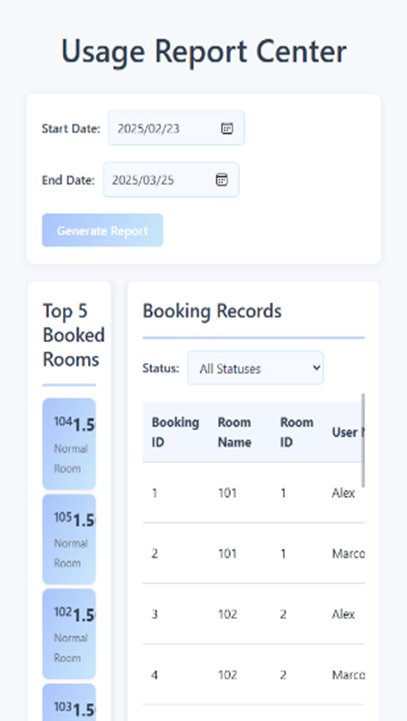 Usage Report Center
Start Date: 2025/02/23
End Date: 2025/03/25
Generate Report
Top 5
Booked
Rooms
104 1.5
Normal
Room
105 1.5
Normal
Room
102 1.5
Normal
Room
103 1.5
Booking Records
Status: All Statuses
Booking ID Room Name Room ID User
1 101 1 Alex
2 101 1 Marco
3 102 2 Alex
4 102 2 Marco